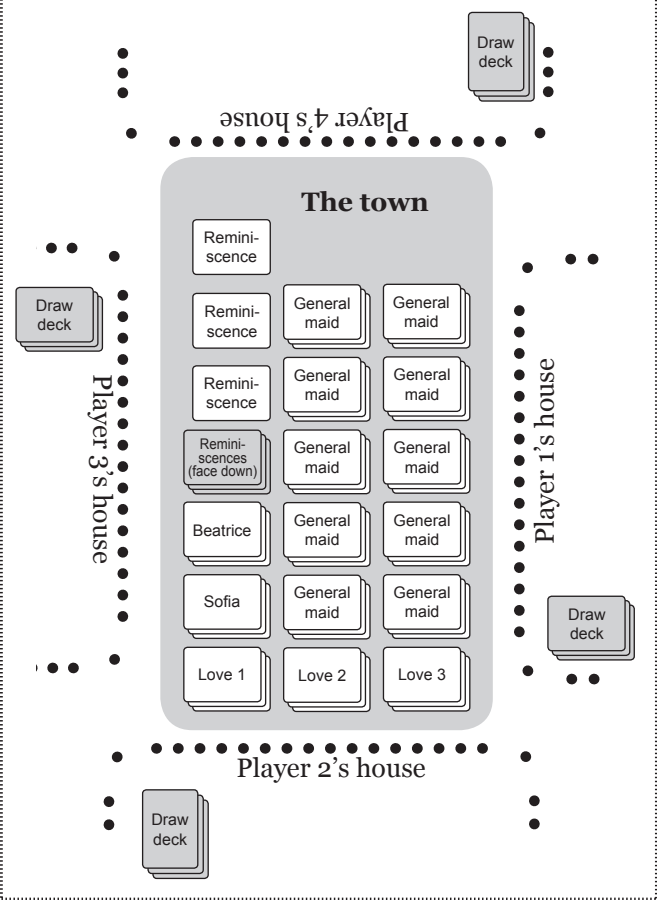 Draw
deck
Player 4's house
The town
Remini-
scence
Remini-
scence
General
maid
General
maid
Draw
deck
Remini-
scence
General
maid
General
maid
Player 3's house
Player 1's house
Remini-
scences
(face down)
General
maid
General
maid
Beatrice
General
maid
General
maid
Sofia
General
maid
General
maid
Draw
deck
Love 1
Love 2
Love 3
Player 2's house
Draw
deck